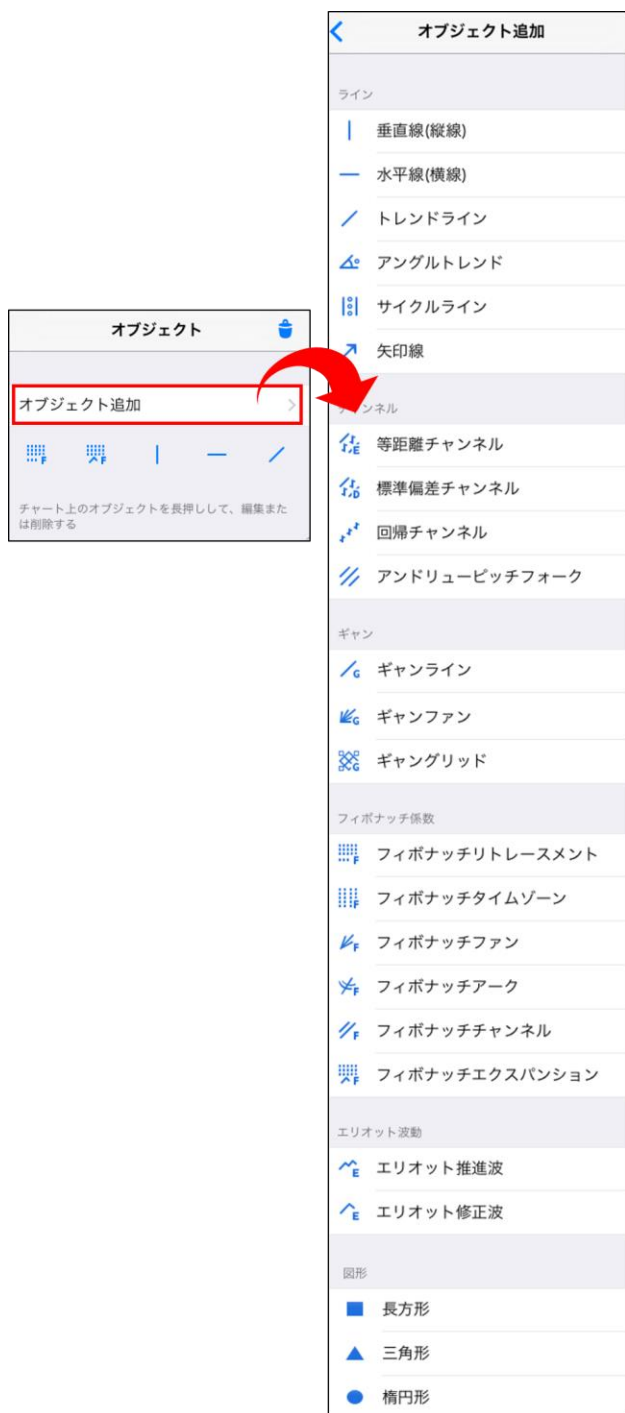 オブジェクト
オブジェクト追加
チャート上のオブジェクトを長押しして、編集また
は削除する
オブジェクト追加
ライン
垂直線(縦線)
水平線(横線)
トレンドライン
アングルトレンド
サイクルライン
矢印線
ンネル
等距離チャンネル
標準偏差チャンネル
回帰チャンネル
アンドリューピッチフォーク
ギャン
ギャンライン
ギャンファン
ギャングリッド
フィボナッチ係数
フィボナッチリトレースメント
フィボナッチタイムゾーン
フィボナッチファン
フィボナッチアーク
フィボナッチチャンネル
フィボナッチエクスパンション
エリオット波動
エリオット推進波
エリオット修正波
図形
長方形
三角形
楕円形